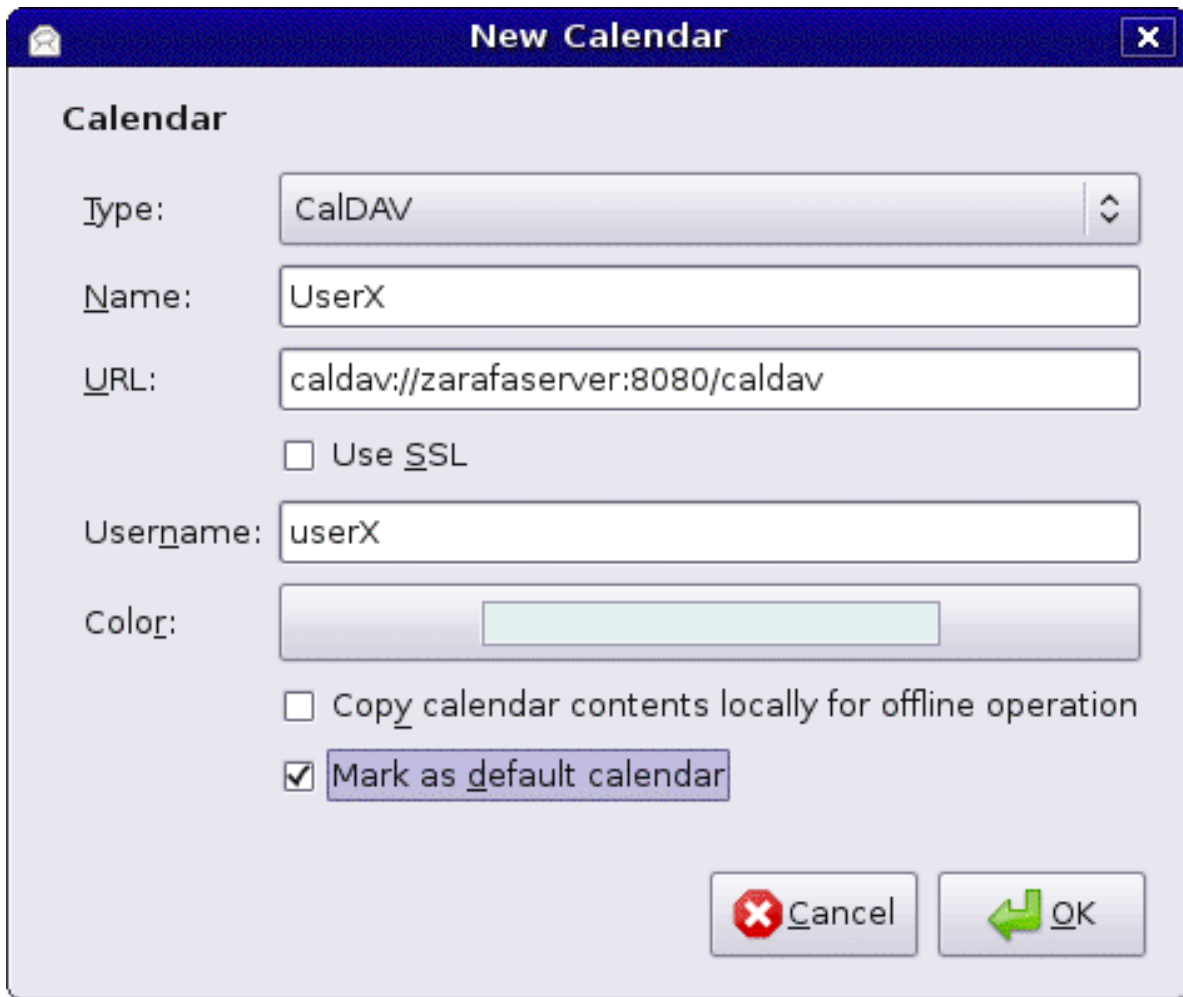 New Calendar
Calendar
Type: CalDAV
Name: UserX
URL: caldav://zarafaserver:8080/caldav
Use SSL
Username: userX
Color:
Copy calendar contents locally for offline operation
Mark as default calendar
Cancel OK